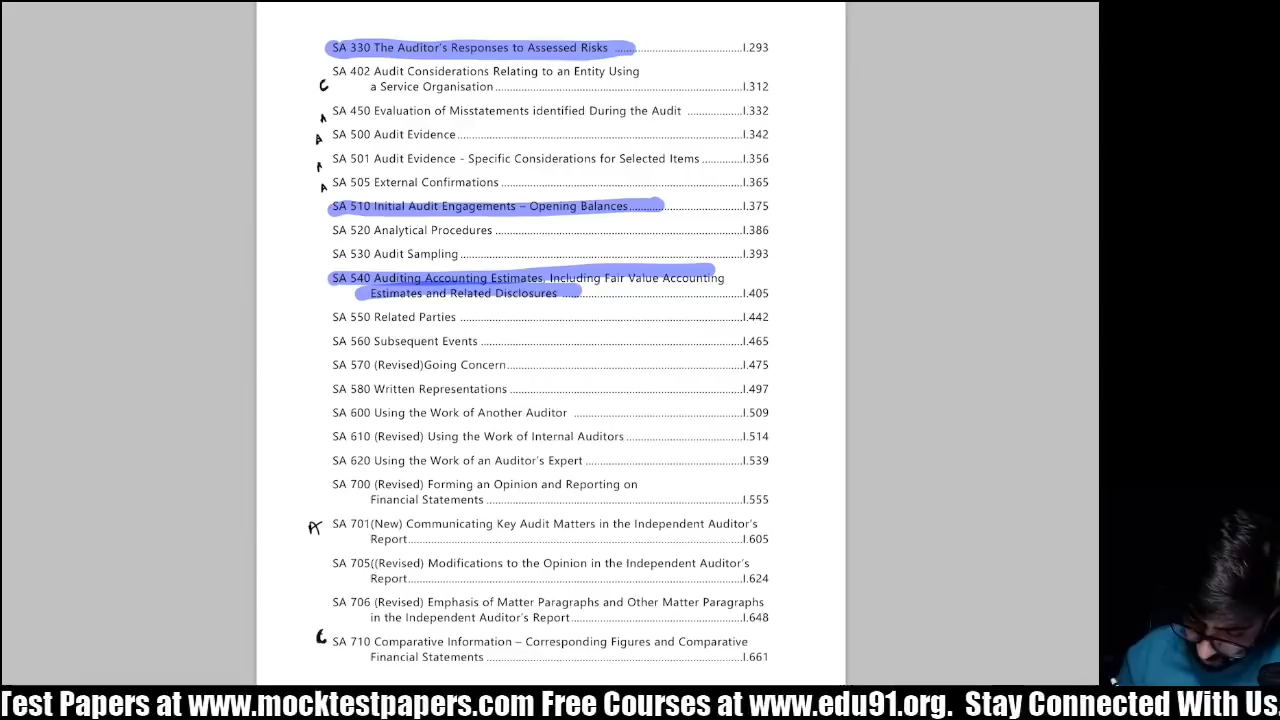 SA 330 The Auditor's Responses to Assessed Risks ......I.293
SA 402 Audit Considerations Relating to an Entity Using
C a Service Organisation ......I.312
A SA 450 Evaluation of Misstatements identified During the Audit ......I.332
A SA 500 Audit Evidence ......I.342
A SA 501 Audit Evidence - Specific Considerations for Selected Items ......I.356
A SA 505 External Confirmations ......I.365
SA 510 Initial Audit Engagements – Opening Balances ......I.375
SA 520 Analytical Procedures ......I.386
SA 530 Audit Sampling ......I.393
SA 540 Auditing Accounting Estimates, Including Fair Value Accounting
Estimates and Related Disclosures ......I.405
SA 550 Related Parties ......I.442
SA 560 Subsequent Events ......I.465
SA 570 (Revised)Going Concern ......I.475
SA 580 Written Representations ......I.497
SA 600 Using the Work of Another Auditor ......I.509
SA 610 (Revised) Using the Work of Internal Auditors ......I.514
SA 620 Using the Work of an Auditor's Expert ......I.539
SA 700 (Revised) Forming an Opinion and Reporting on
Financial Statements ......I.555
A SA 701(New) Communicating Key Audit Matters in the Independent Auditor's
Report ......I.605
SA 705((Revised) Modifications to the Opinion in the Independent Auditor's
Report ......I.624
SA 706 (Revised) Emphasis of Matter Paragraphs and Other Matter Paragraphs
in the Independent Auditor's Report ......I.648
C SA 710 Comparative Information – Corresponding Figures and Comparative
Financial Statements ......I.661
Test Papers at www.mocktestpapers.com Free Courses at www.edu91.org. Stay Connected With Us